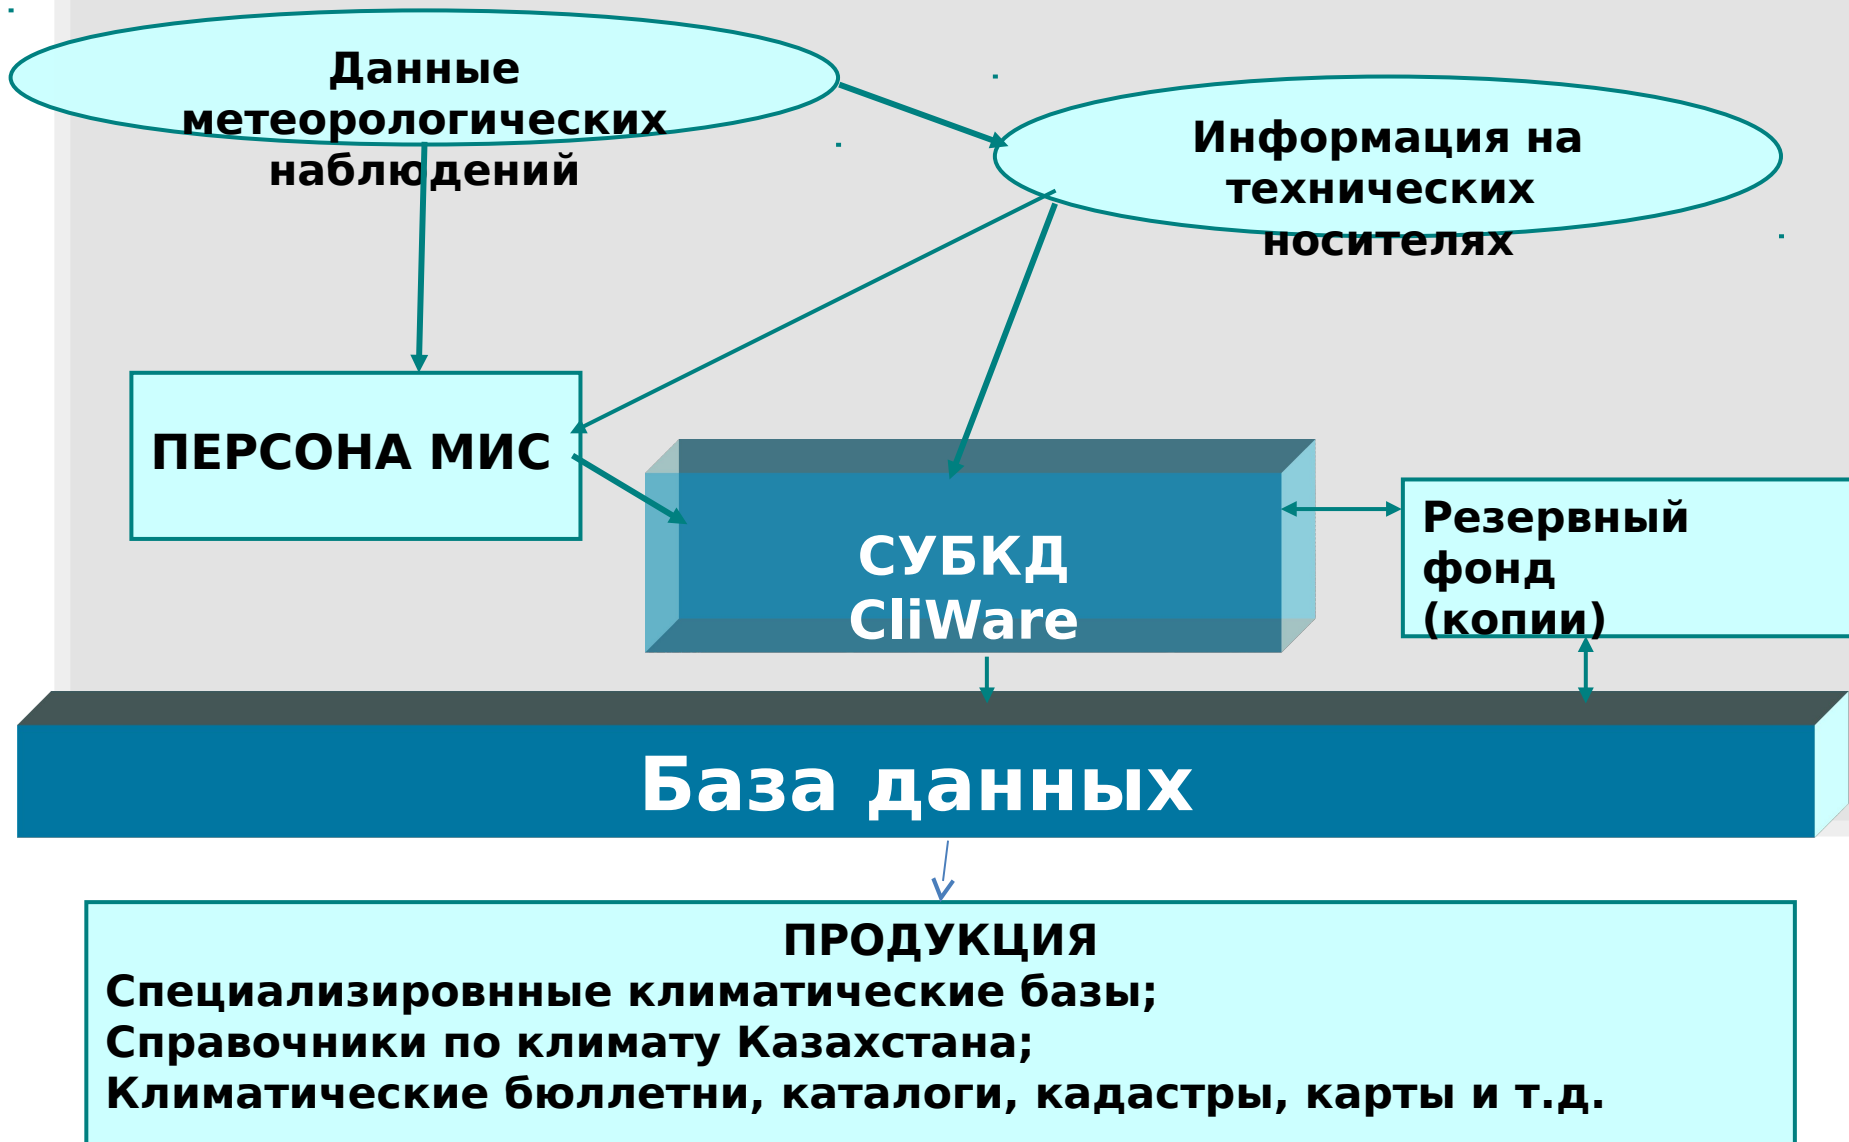 Данные
метеорологических
наблюдений
Информация на
технических
носителях
ПЕРСОНА МИС
СУБКД
CliWare
Резервный
фонд
(копии)
База данных
ПРОДУКЦИЯ
Специализировнные климатические базы;
Справочники по климату Казахстана;
Климатические бюллетни, каталоги, кадастры, карты и т.д.